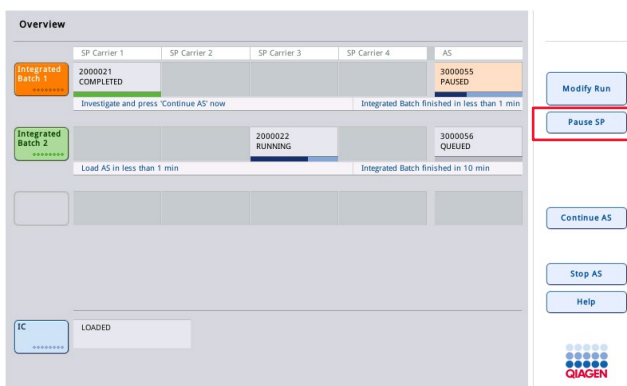 Overview
SP Carrier 1 SP Carrier 2 SP Carrier 3 SP Carrier 4 AS
Integrated
Batch 1
2000021
COMPLETED
3000055
PAUSED
Investigate and press 'Continue AS' now
Integrated Batch finished in less than 1 min
Integrated
Batch 2
2000022
RUNNING
3000056
QUEUED
Load AS in less than 1 min
Integrated Batch finished in 10 min
IC
LOADED
Modify Run
Pause SP
Continue AS
Stop AS
Help
QIAGEN